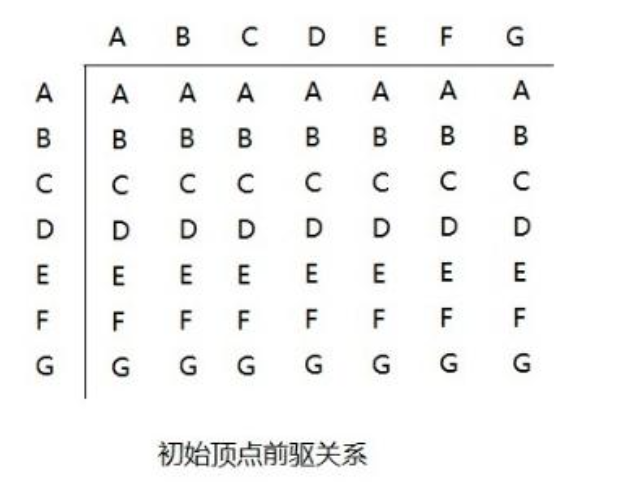 A B C D E F G
A A A A A A A A
B B B B B B B B
C C C C C C C C
D D D D D D D D
E E E E E E E E
F F F F F F F F
G G G G G G G G
初始顶点前驱关系